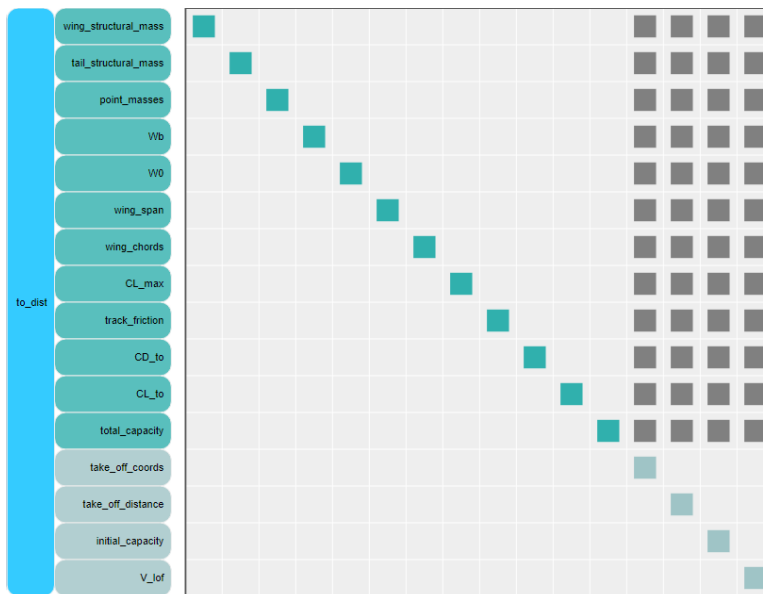 to_dist
wing_structural_mass
tail_structural_mass
point_masses
Wb
W0
wing_span
wing_chords
CL_max
track_friction
CD_to
CL_to
total_capacity
take_off_coords
take_off_distance
initial_capacity
V_lof